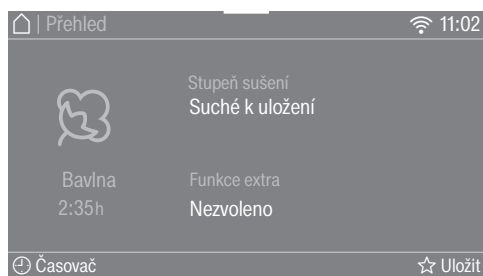 | Přehled 11:02
Stupeň sušení
Suché k uložení
Bavlna
2:35h
Funkce extra
Nezvoleno
Časovač
Uložit